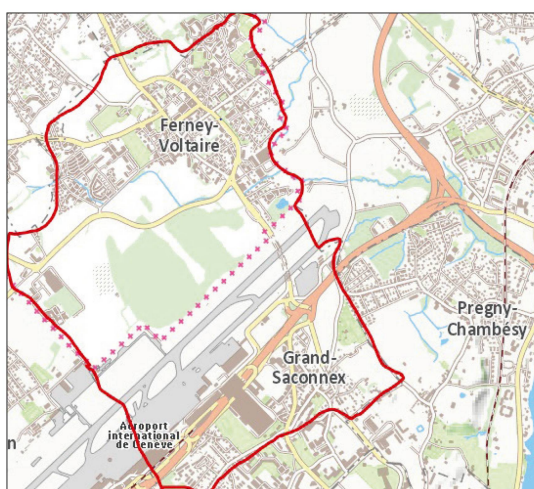 Ferney-
Voltaire
Pregny-
Chambésy
Grand-
Saconnex
Aéroport
international
de Genève
n